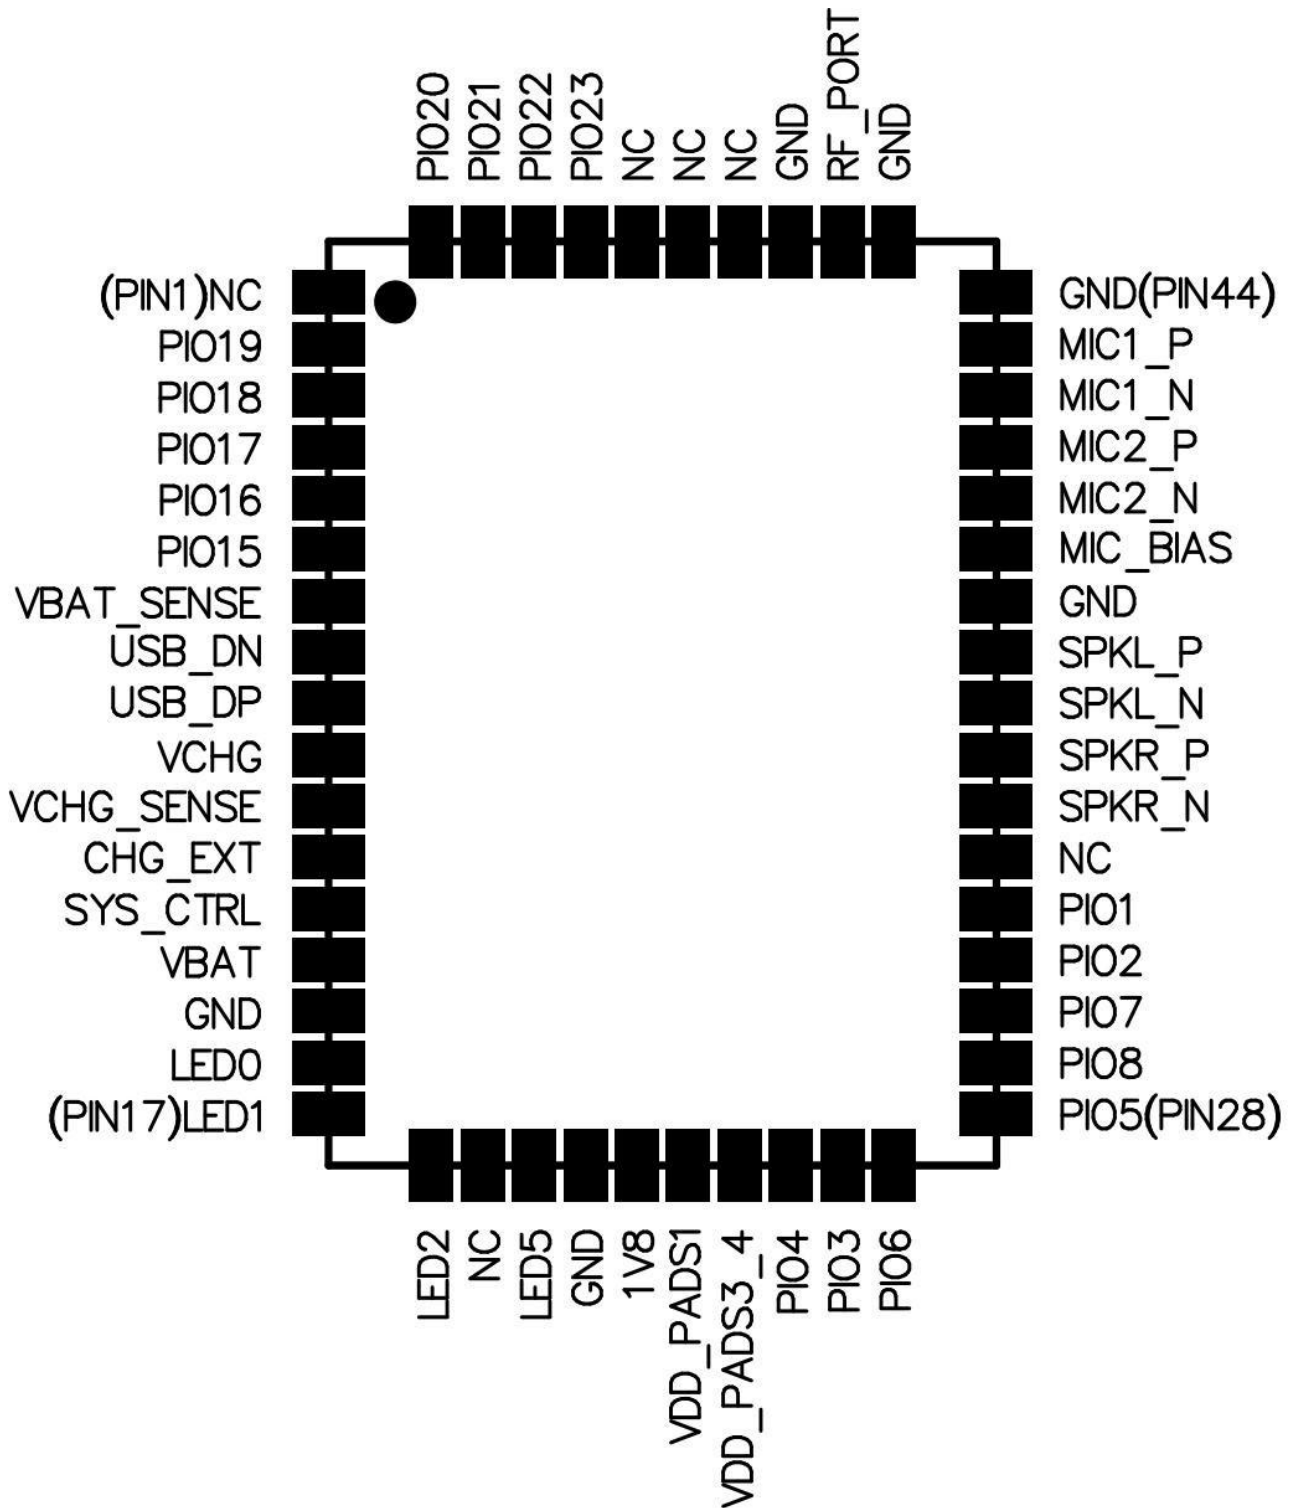 PIO20
PIO21
PIO22
PIO23
NC
NC
NC
GND
RF_PORT
GND
(PIN1)NC
PIO19
PIO18
PIO17
PIO16
PIO15
VBAT_SENSE
USB_DN
USB_DP
VCHG
VCHG_SENSE
CHG_EXT
SYS_CTRL
VBAT
GND
LED0
(PIN17)LED1
GND(PIN44)
MIC1_P
MIC1_N
MIC2_P
MIC2_N
MIC_BIAS
GND
SPKL_P
SPKL_N
SPKR_P
SPKR_N
NC
PIO1
PIO2
PIO7
PIO8
PIO5(PIN28)
LED2
NC
LED5
GND
1V8
VDD_PADS1
VDD_PADS3_4
PIO4
PIO3
PIO6